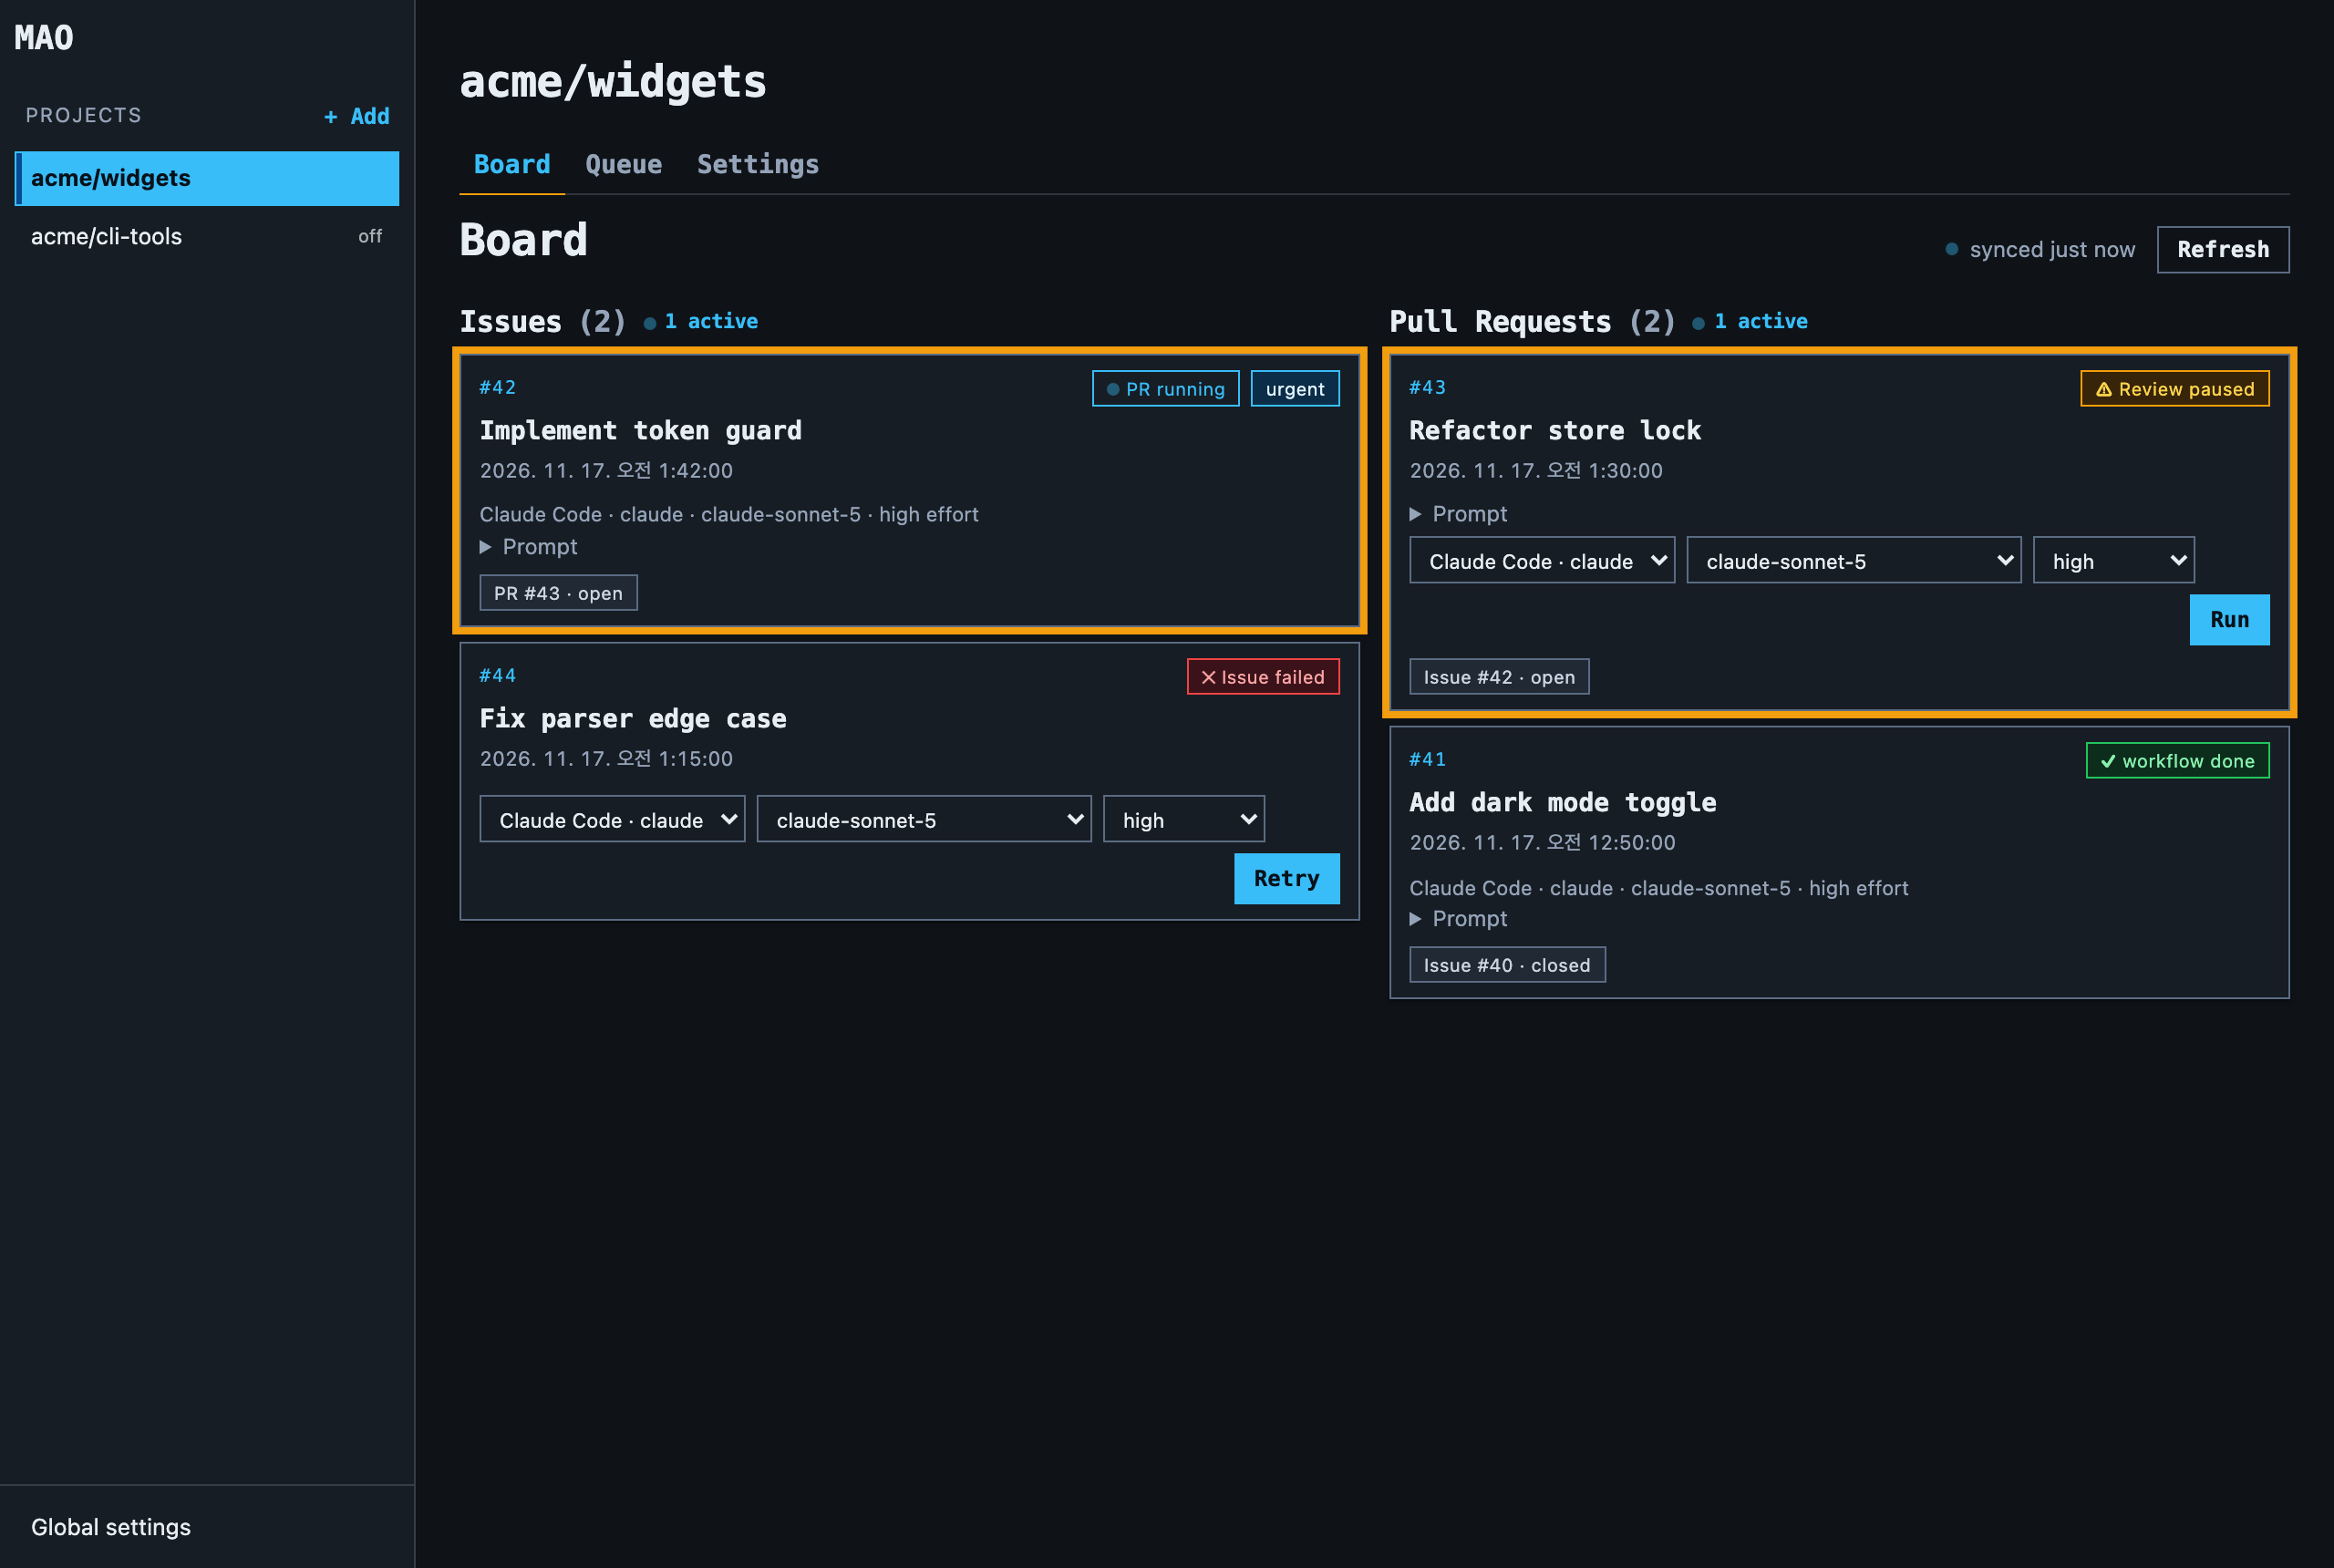 MAO
PROJECTS
+ Add
acme/widgets
acme/cli-tools
off
Global settings
acme/widgets
Board
Queue
Settings
Board
synced just now
Refresh
Issues (2)
1 active
#42
PR running
urgent
Implement token guard
2026. 11. 17. 오전 1:42:00
Claude Code · claude · claude-sonnet-5 · high effort
Prompt
PR #43 · open
#44
Issue failed
Fix parser edge case
2026. 11. 17. 오전 1:15:00
Claude Code · claude
claude-sonnet-5
high
Retry
Pull Requests (2)
1 active
#43
Review paused
Refactor store lock
2026. 11. 17. 오전 1:30:00
Prompt
Claude Code · claude
claude-sonnet-5
high
Run
Issue #42 · open
#41
workflow done
Add dark mode toggle
2026. 11. 17. 오전 12:50:00
Claude Code · claude · claude-sonnet-5 · high effort
Prompt
Issue #40 · closed